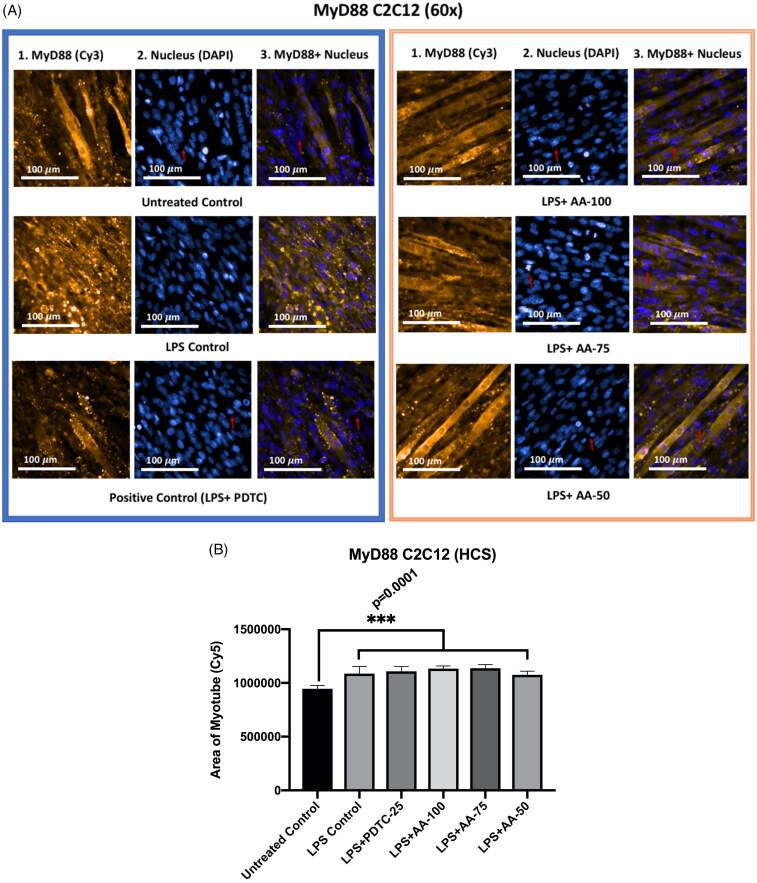 (A)
MyD88 C2C12 (60x)
1. MyD88 (Cy3) 2. Nucleus (DAPI) 3. MyD88+ Nucleus
100 μm 100 μm 100 μm
Untreated Control
100 μm 100 μm 100 μm
LPS Control
100 μm 100 μm 100 μm
Positive Control (LPS+ PDTC)
1. MyD88 (Cy3) 2. Nucleus (DAPI) 3. MyD88+ Nucleus
100 μm 100 μm 100 μm
LPS+ AA-100
100 μm 100 μm 100 μm
LPS+ AA-75
100 μm 100 μm 100 μm
LPS+ AA-50
(B)
MyD88 C2C12 (HCS)
p=0.0001
***
Area of Myotube (Cy5)
1500000
1000000
500000
0
Untreated Control
LPS Control
LPS+PDTC-25
LPS+AA-100
LPS+AA-75
LPS+AA-50